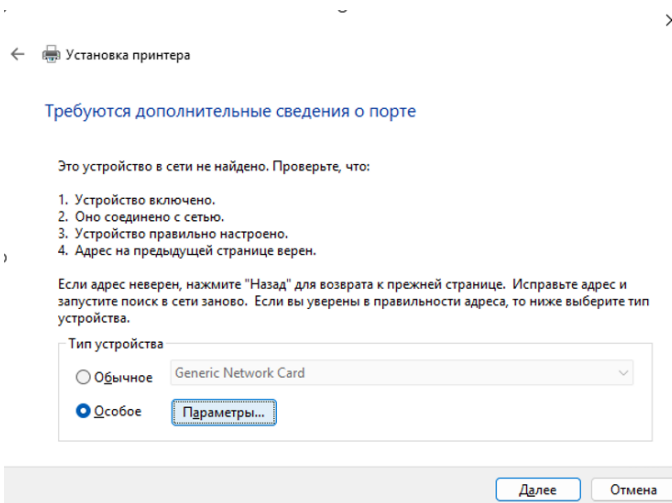 Установка принтера
Требуются дополнительные сведения о порте
Это устройство в сети не найдено. Проверьте, что:
1. Устройство включено.
2. Оно соединено с сетью.
3. Устройство правильно настроено.
4. Адрес на предыдущей странице верен.
Если адрес неверен, нажмите "Назад" для возврата к прежней странице. Исправьте адрес и
запустите поиск в сети заново. Если вы уверены в правильности адреса, то ниже выберите тип
устройства.
Тип устройства
Обычное Generic Network Card
Особое Параметры...
Далее Отмена